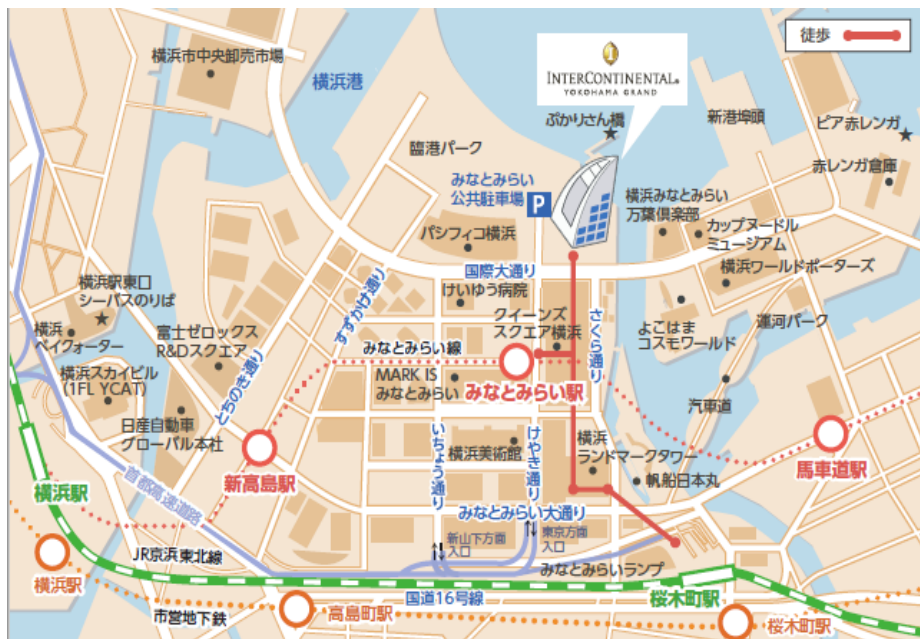 徒歩
INTERCONTINENTAL®
YOKOHAMA GRAND
横浜市中央卸売市場
横浜港
ぷかりさん橋
新港埠頭
ピア赤レンガ
臨港パーク
赤レンガ倉庫
みなとみらい
公共駐車場
P
横浜みなとみらい
万葉倶楽部
カップヌードル
ミュージアム
パシフィコ横浜
国際大通り
横浜ワールドポーターズ
けいゆう病院
横浜駅東口
シーバスのりば
すずかけ通り
クイーンズ
スクエア横浜
さくら通り
よこはま
コスモワールド
運河パーク
横浜
ベイクォーター
富士ゼロックス
R&Dスクエア
みなとみらい線
みなとみらい駅
MARK IS
みなとみらい
横浜スカイビル
(1FL YCAT)
とちのき通り
汽車道
日産自動車
グローバル本社
いちょう通り
けやき通り
横浜美術館
横浜
ランドマークタワー
馬車道駅
新高島駅
帆船日本丸
横浜駅
首都高速道路
みなとみらい大通り
新山下方面
入口
東京方面
入口
JR京浜東北線
みなとみらいランプ
横浜駅
国道16号線
桜木町駅
市営地下鉄
高島町駅
桜木町駅